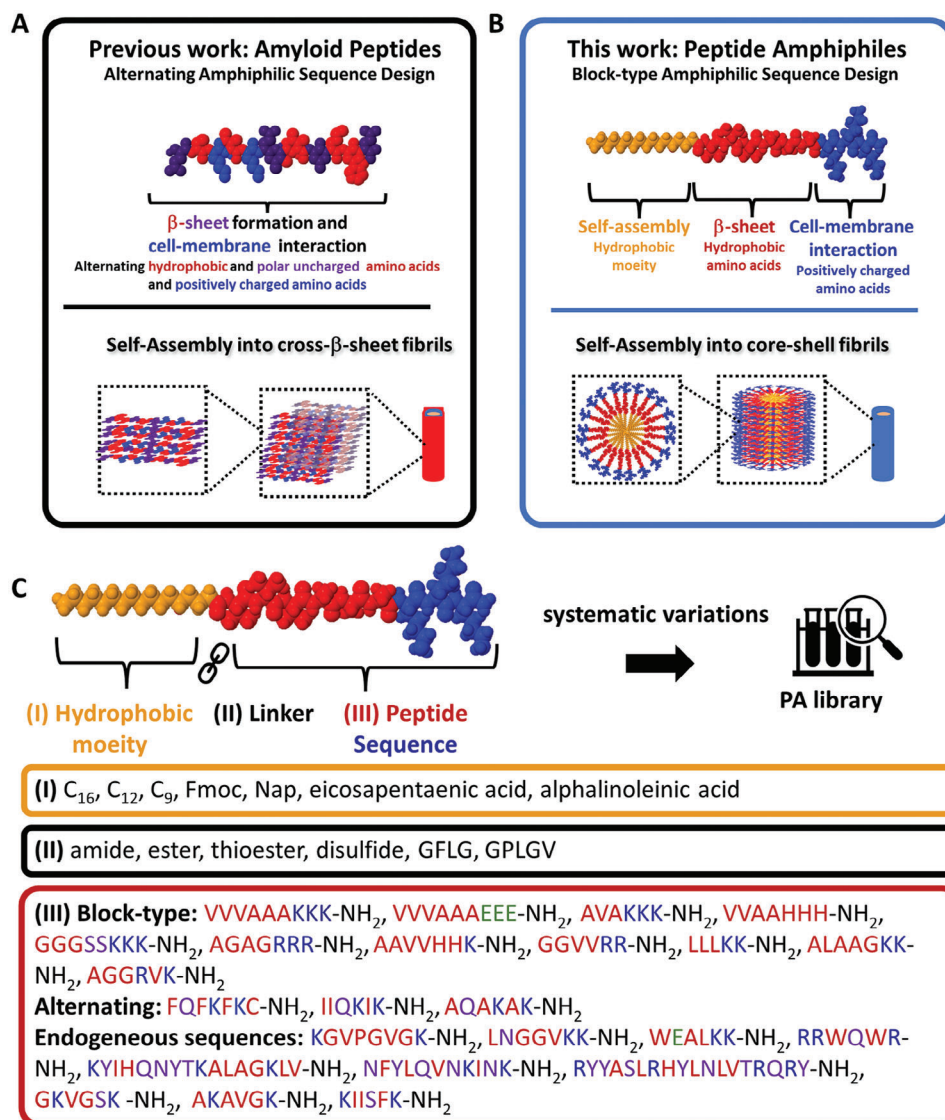 A
Previous work: Amyloid Peptides
Alternating Amphiphilic Sequence Design
β-sheet formation and
cell-membrane interaction
Alternating hydrophobic and polar uncharged amino acids
and positively charged amino acids
Self-Assembly into cross-β-sheet fibrils
B
This work: Peptide Amphiphiles
Block-type Amphiphilic Sequence Design
Self-assembly
Hydrophobic
moeity
β-sheet
Hydrophobic
amino acids
Cell-membrane
interaction
Positively charged
amino acids
Self-Assembly into core-shell fibrils
C
(I) Hydrophobic
moeity
(II) Linker
(III) Peptide
Sequence
systematic variations
PA library
(I) C16, C12, C9, Fmoc, Nap, eicosapentaenic acid, alphalinoleinic acid
(II) amide, ester, thioester, disulfide, GFLG, GPLGV
(III) Block-type: VVVAAAKKK-NH2, VVVAAAEEE-NH2, AVAKKK-NH2, VVAAHHH-NH2,
GGGSSKKK-NH2, AGAGRRR-NH2, AAVVHHK-NH2, GGVVRR-NH2, LLLKK-NH2, ALAAGKK-
NH2, AGGRVK-NH2
Alternating: FQFKFKC-NH2, IIQKIK-NH2, AQAKAK-NH2
Endogeneous sequences: KGVPGVGK-NH2, LNGGVKK-NH2, WEALKK-NH2, RRWQWR-
NH2, KYIHQNYTKALAGKLV-NH2, NFYLQVNKINK-NH2, RYYASLRHYLNLVTRQRY-NH2,
GKVGSK -NH2, AKAVGK-NH2, KIISFK-NH2